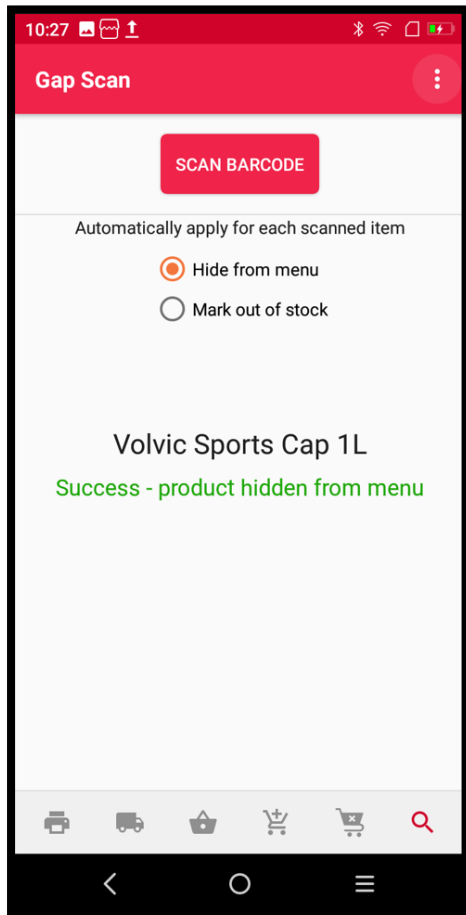 10:27
Gap Scan
SCAN BARCODE
Automatically apply for each scanned item
Hide from menu
Mark out of stock
Volvic Sports Cap 1L
Success - product hidden from menu